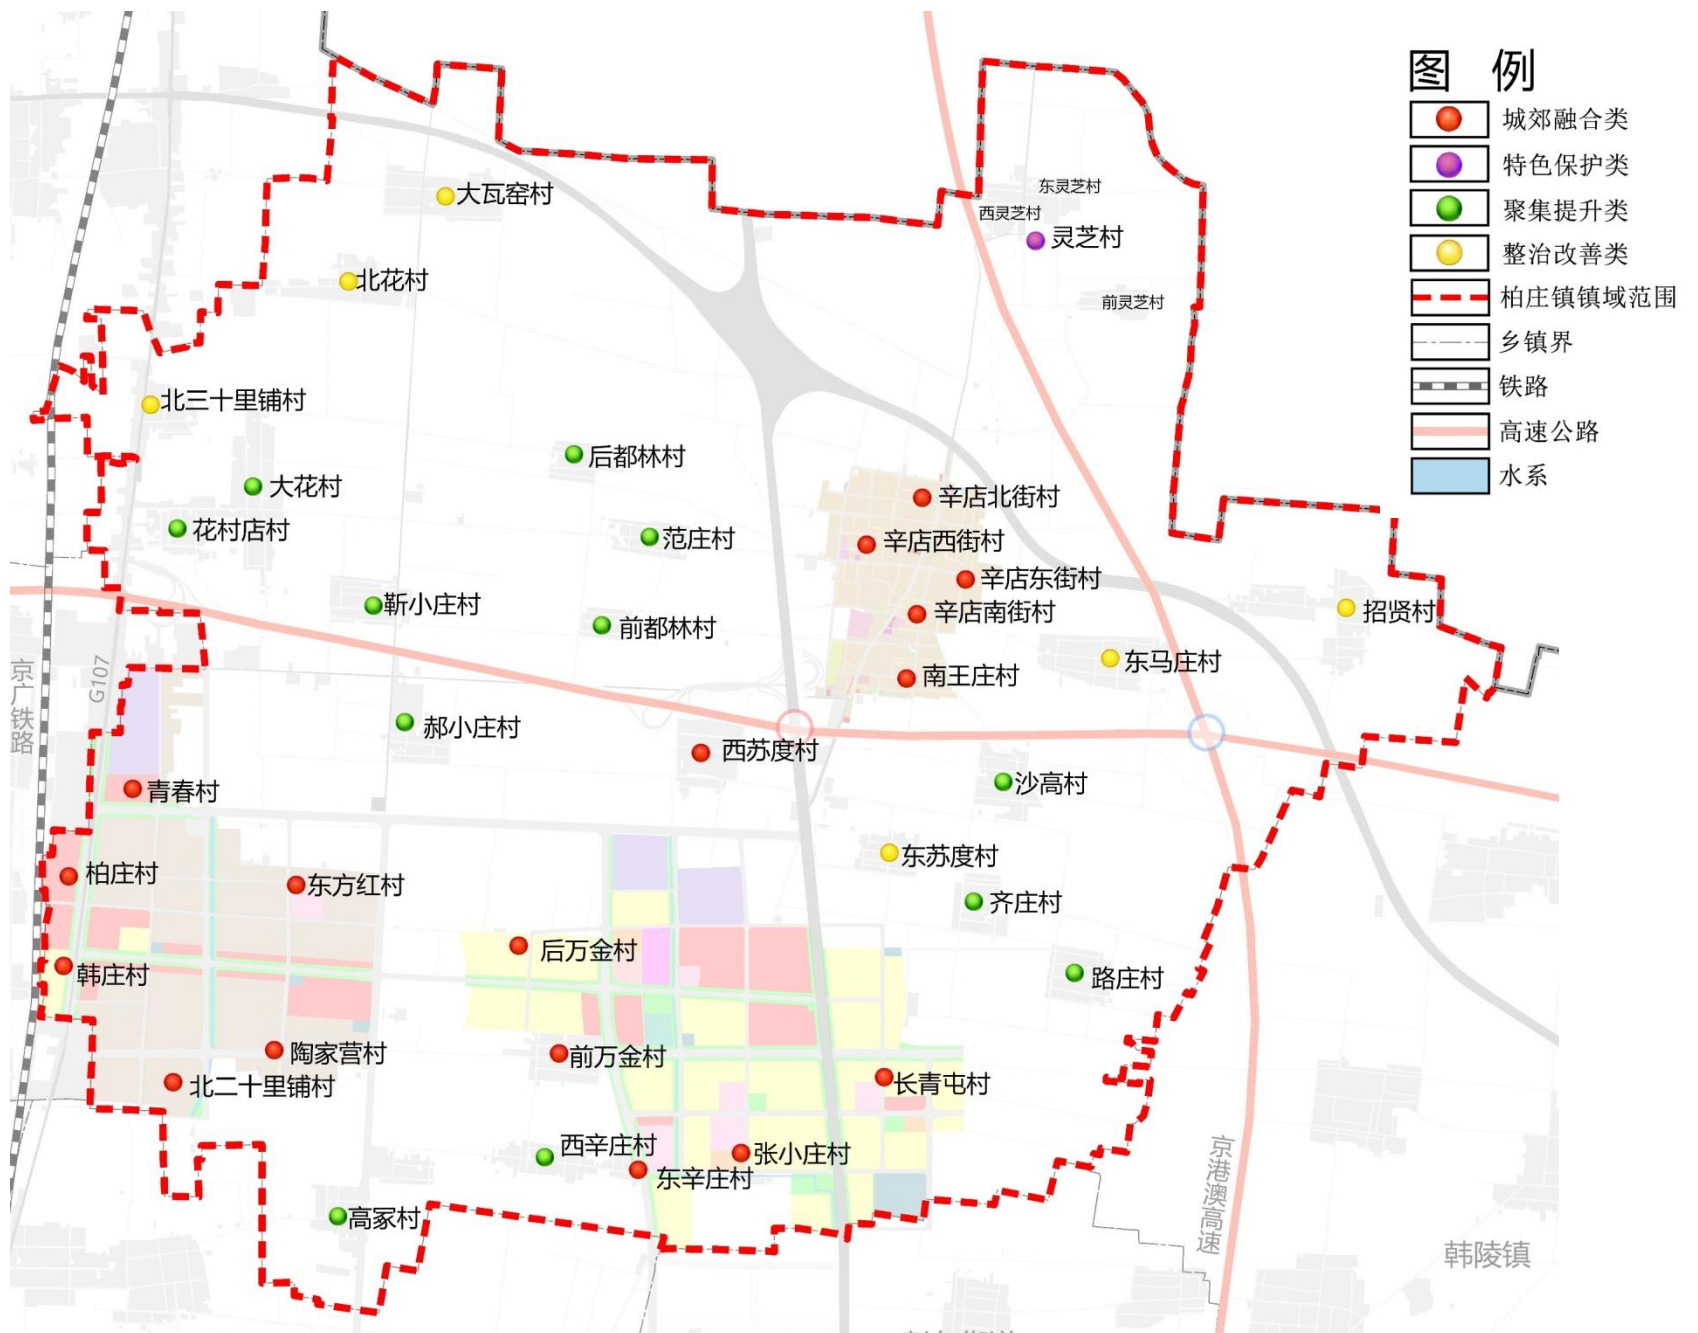 图 例
城郊融合类
特色保护类
聚集提升类
整治改善类
柏庄镇镇域范围
乡镇界
铁路
高速公路
水系
大瓦窑村
东灵芝村
西灵芝村
灵芝村
北花村
前灵芝村
北三十里铺村
后都林村
大花村
辛店北街村
花村店村
范庄村
辛店西街村
辛店东街村
靳小庄村
辛店南街村
招贤村
前都林村
东马庄村
南王庄村
G107
京广铁路
郝小庄村
西苏度村
沙高村
青春村
东苏度村
柏庄村
东方红村
齐庄村
后万金村
韩庄村
路庄村
陶家营村
前万金村
北二十里铺村
长青屯村
西辛庄村
张小庄村
东辛庄村
京港澳高速
高冢村
韩陵镇